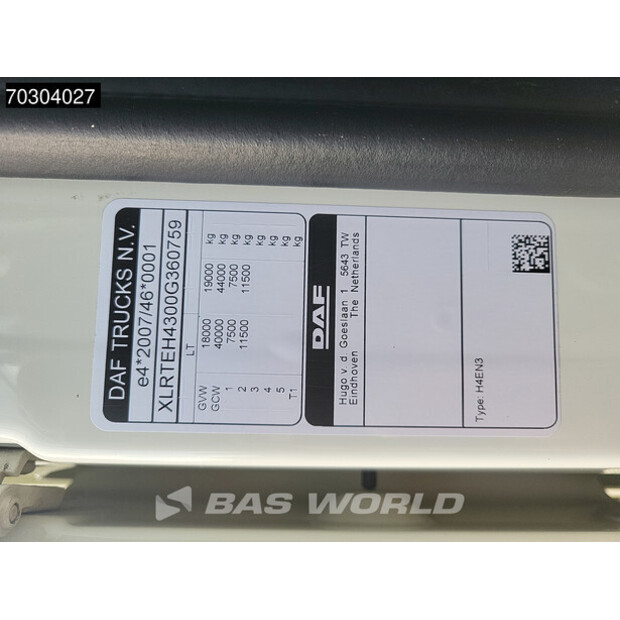 70304027
DAF TRUCKS N.V.
e4*2007/46*0001
XLRTEH4300G360759
LT
GVW 18000 19000 kg
GCW 40000 44000 kg
1 7500 7500 kg
2 11500 11500 kg
3 kg
4 kg
5 kg
T1 kg
DAF
Hugo v. d. Goeslaan 1 5643 TW
Eindhoven The Netherlands
Type: H4EN3
BAS WORLD